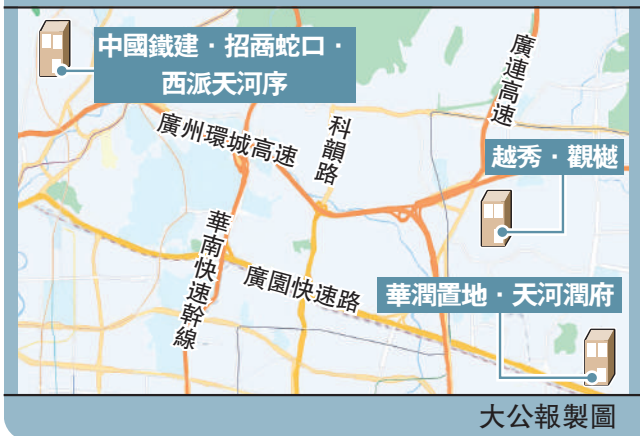 中國鐵建·招商蛇口·
西派天河序
廣連高速
科韻路
廣州環城高速
越秀·觀樾
華南快速幹線
廣園快速路
華潤置地·天河潤府
大公報製圖